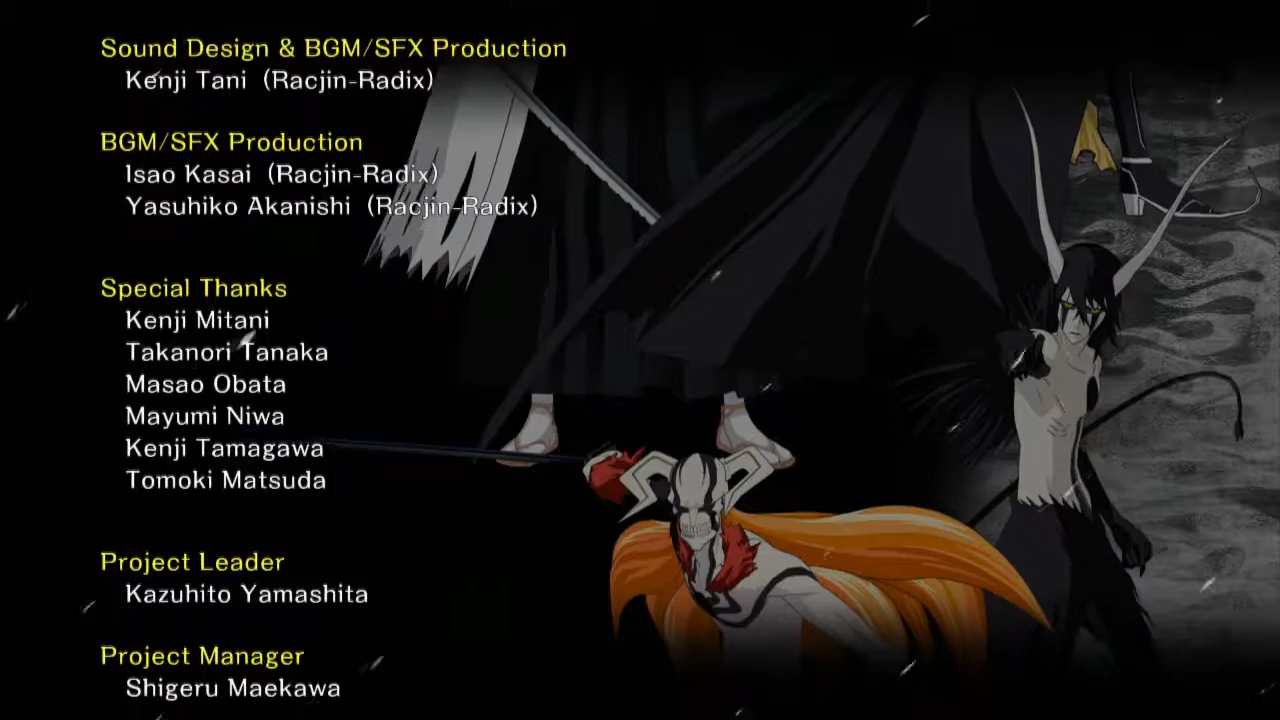 Sound Design & BGM/SFX Production
Kenji Tani (Racjin-Radix)
BGM/SFX Production
Isao Kasai (Racjin-Radix)
Yasuhiko Akanishi (Racjin-Radix)
Special Thanks
Kenji Mitani
Takanori Tanaka
Masao Obata
Mayumi Niwa
Kenji Tamagawa
Tomoki Matsuda
Project Leader
Kazuhito Yamashita
Project Manager
Shigeru Maekawa